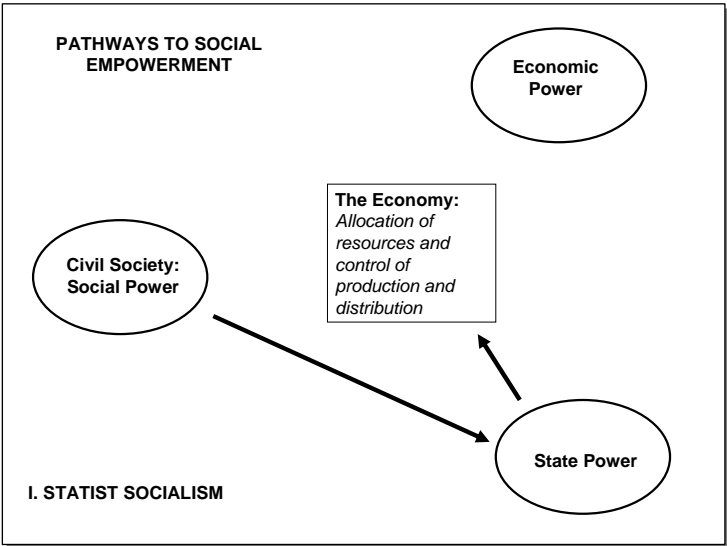 PATHWAYS TO SOCIAL
EMPOWERMENT
Economic
Power
The Economy:
Allocation of
resources and
control of
production and
distribution
Civil Society:
Social Power
State Power
I. STATIST SOCIALISM